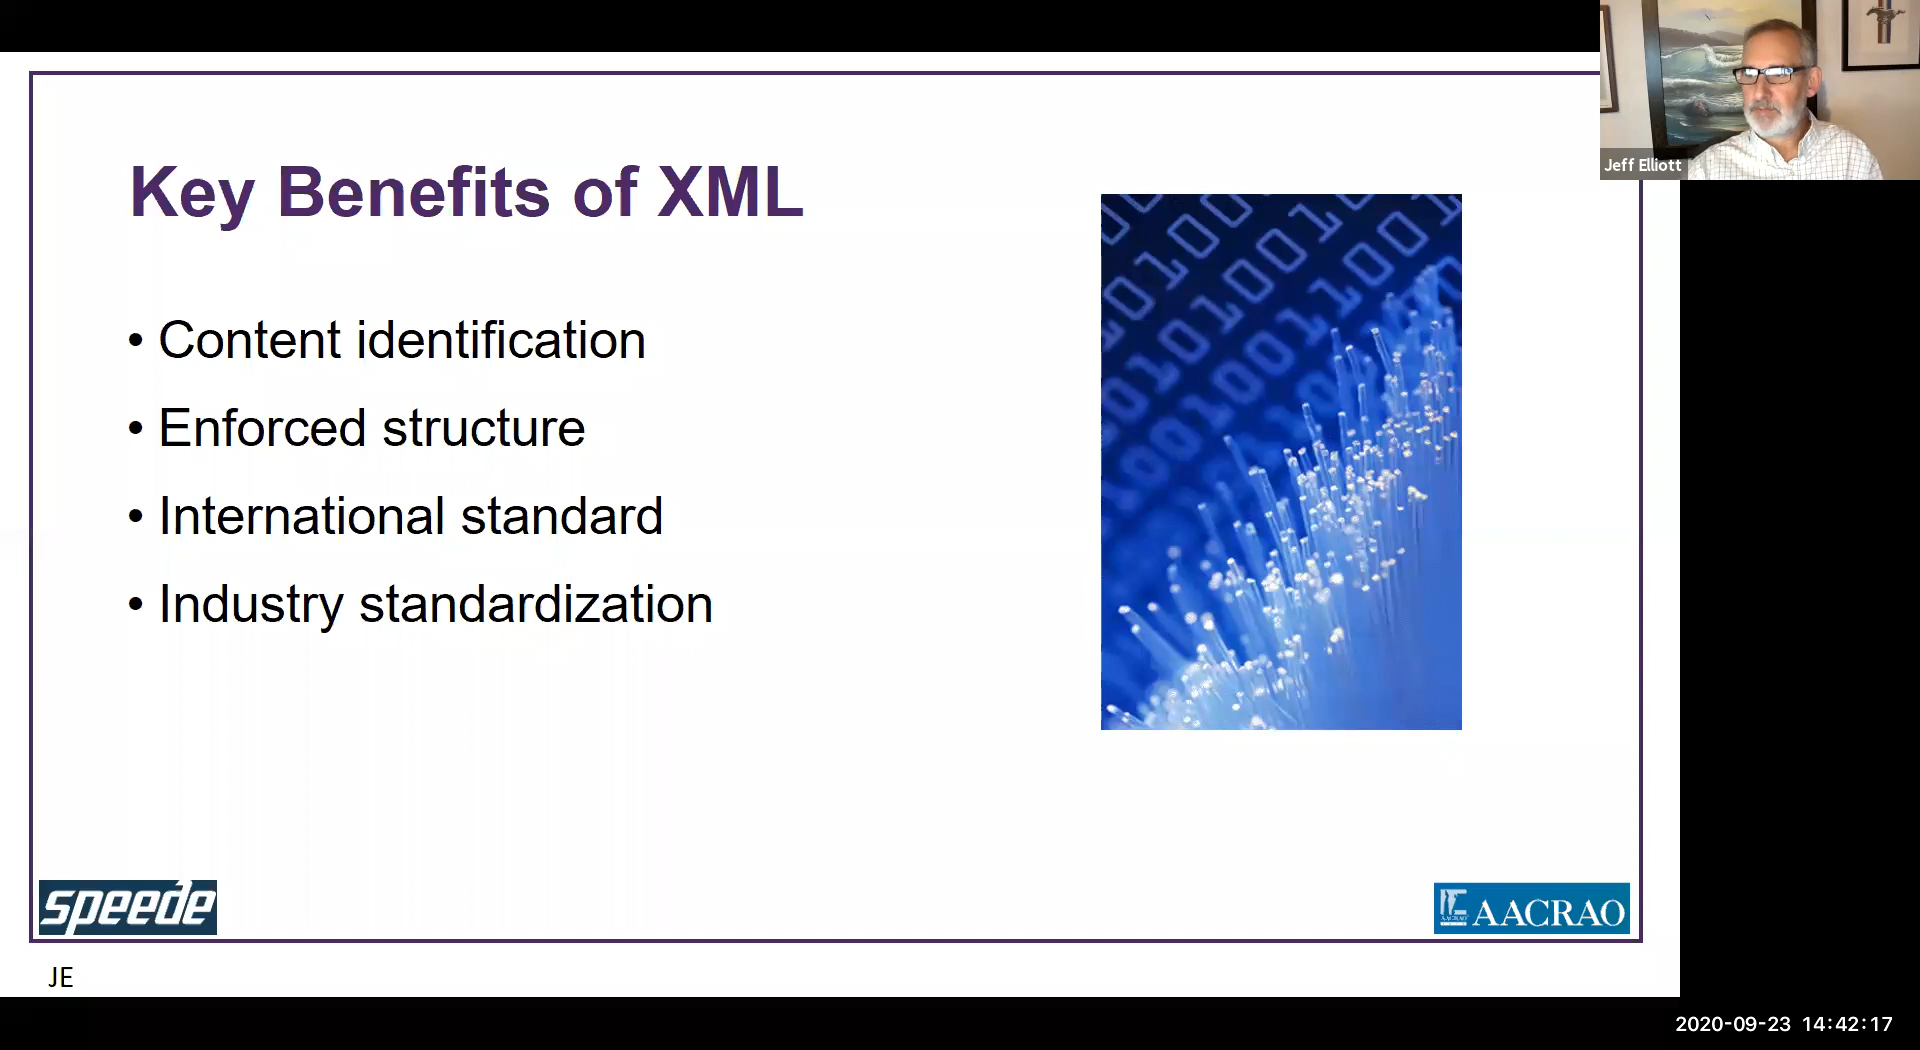 Jeff Elliott
Key Benefits of XML
• Content identification
• Enforced structure
• International standard
• Industry standardization
speede
AACRAO
JE
2020-09-23 14:42:17